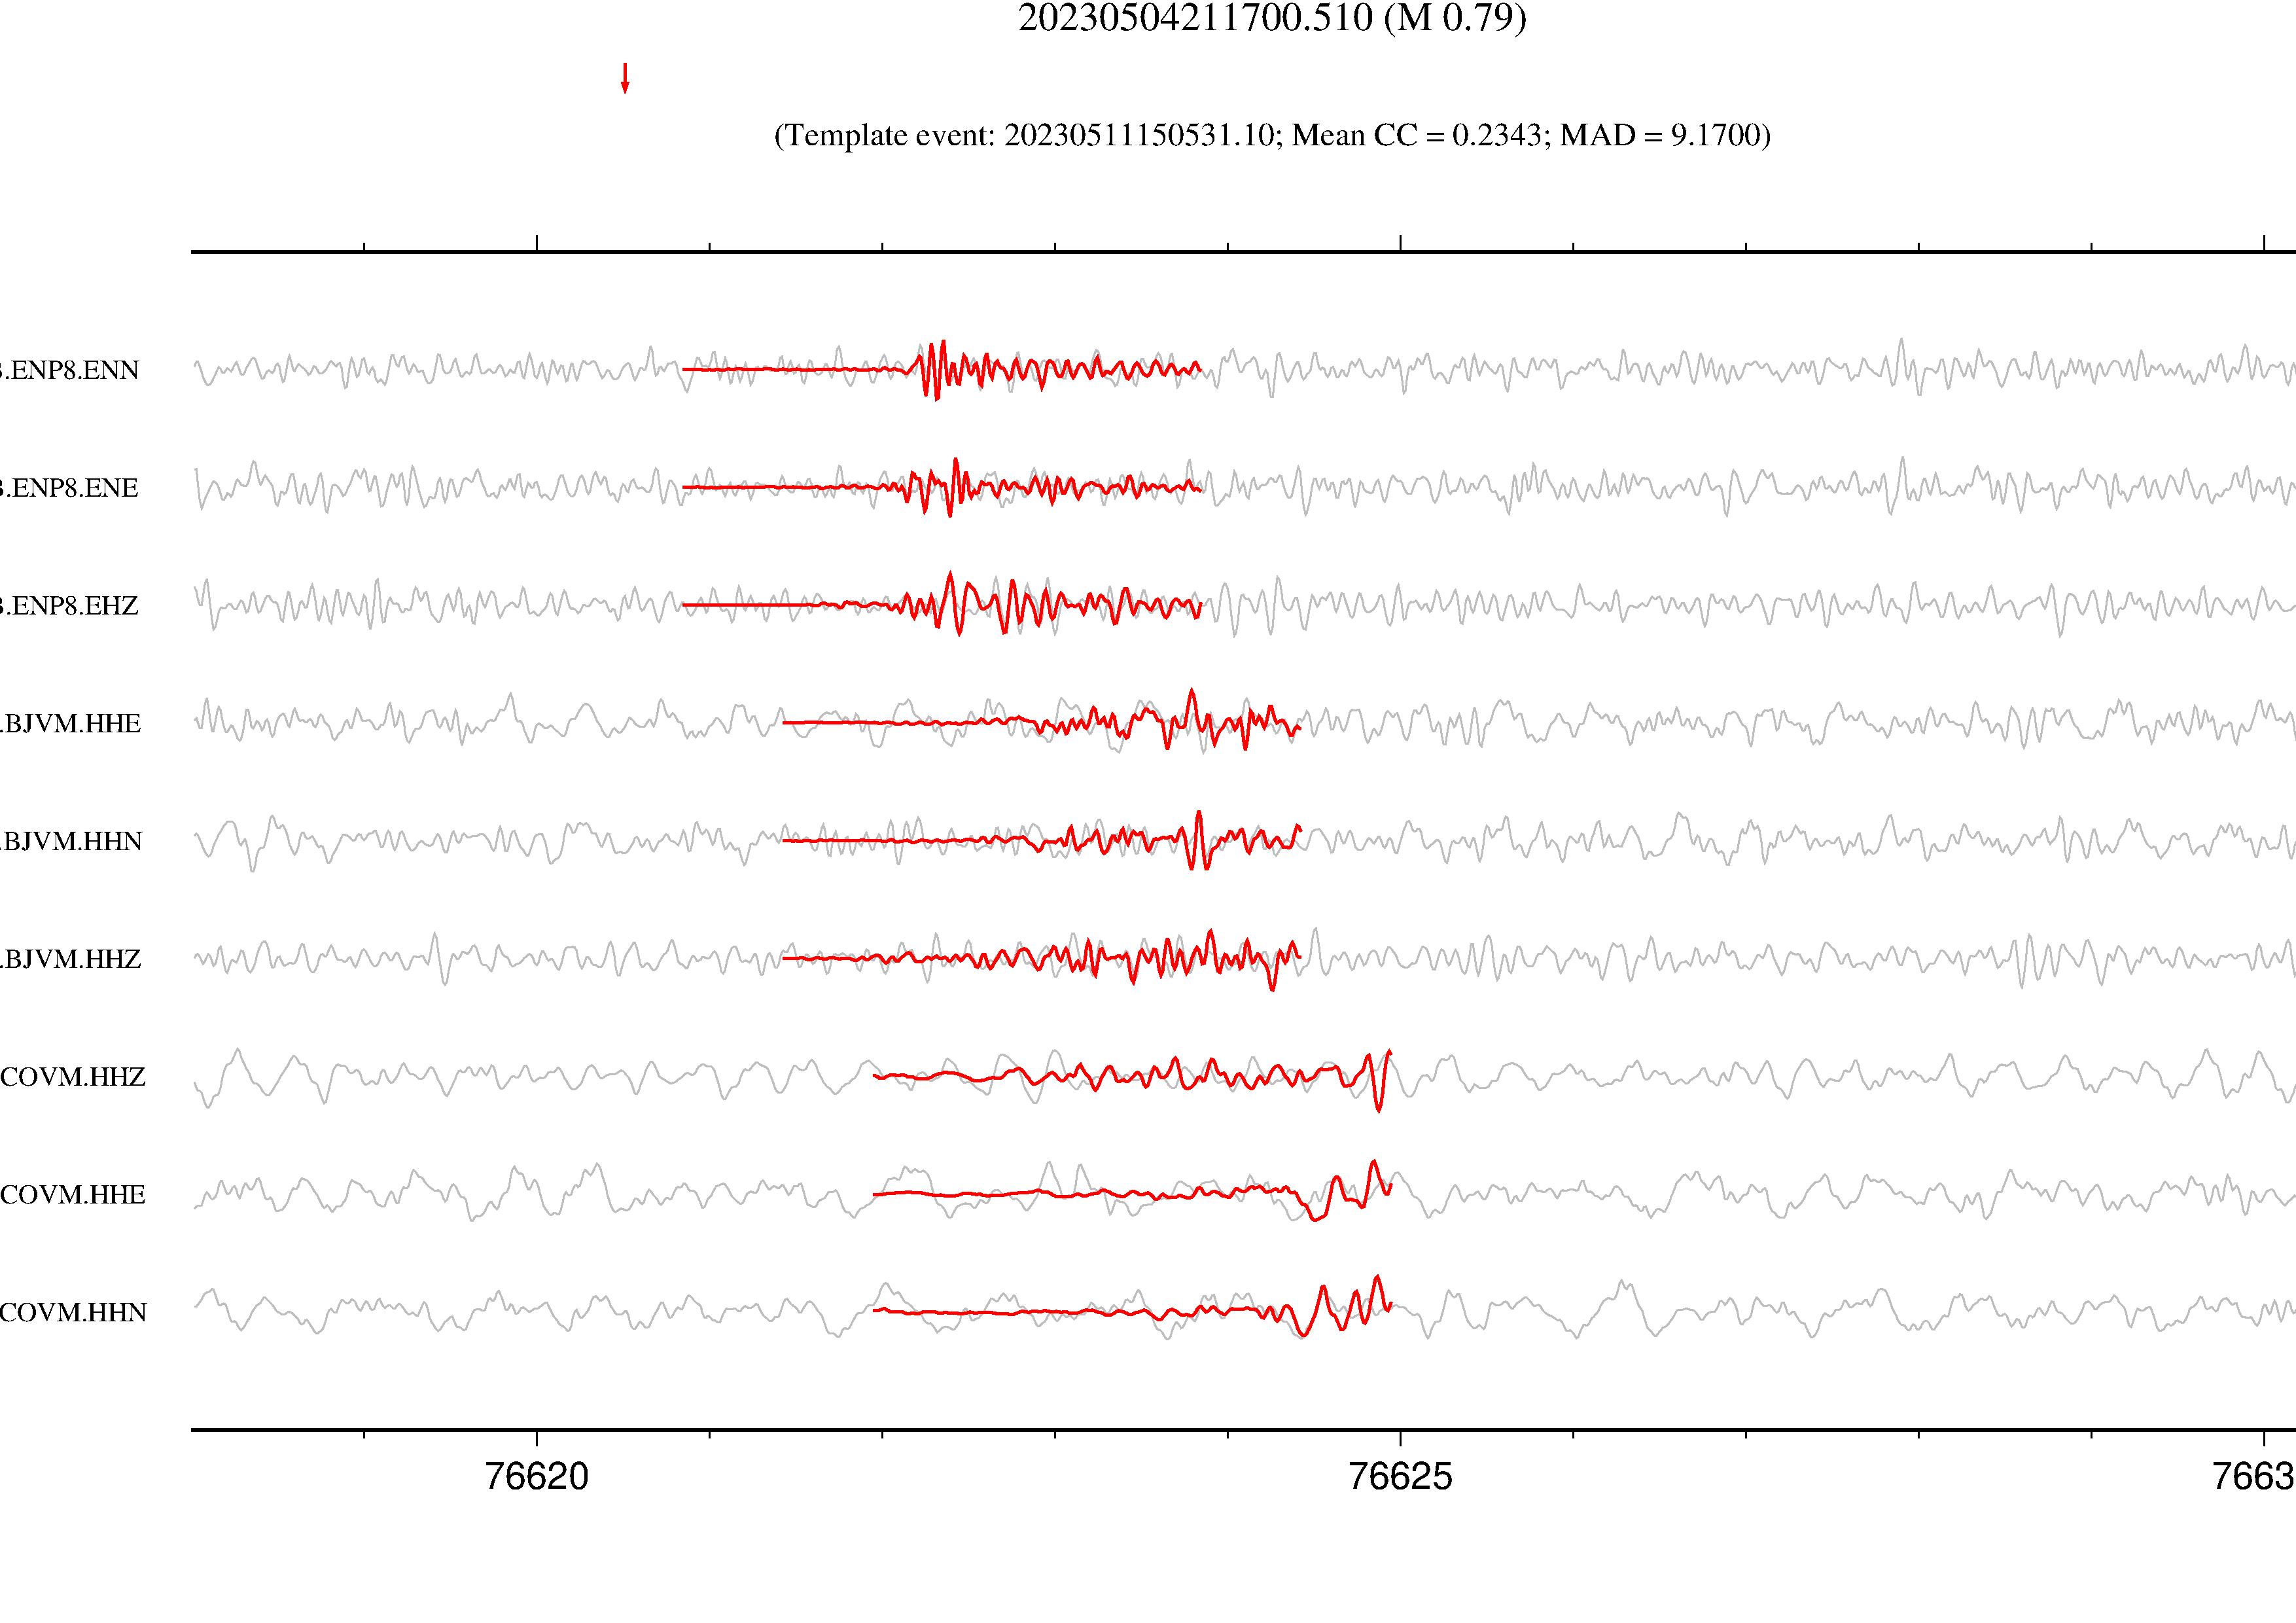 20230504211700.510 (M 0.79)
(Template event: 20230511150531.10; Mean CC = 0.2343; MAD = 9.1700)
.ENP8.ENN
.ENP8.ENE
.ENP8.EHZ
.BJVM.HHE
.BJVM.HHN
.BJVM.HHZ
COVM.HHZ
COVM.HHE
COVM.HHN
76620 76625 7663